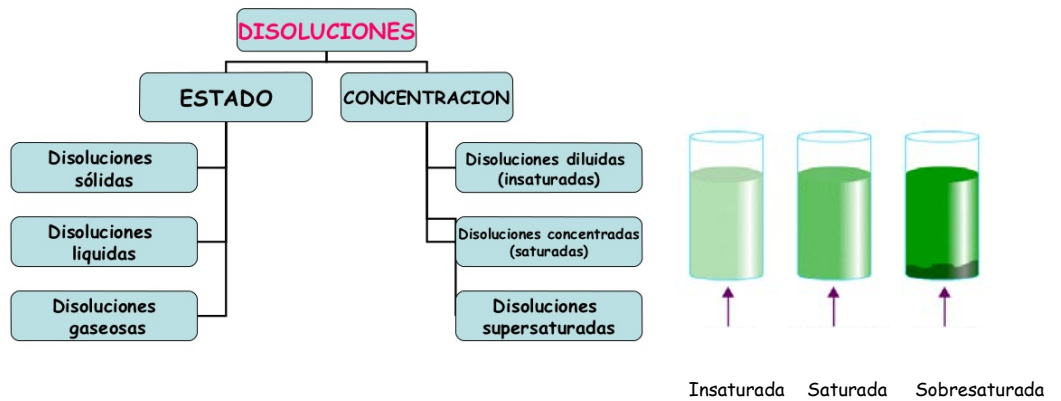 DISOLUCIONES
ESTADO
CONCENTRACION
Disoluciones
sólidas
Disoluciones
liquidas
Disoluciones
gaseosas
Disoluciones diluidas
(insaturadas)
Disoluciones concentradas
(saturadas)
Disoluciones
supersaturadas
Insaturada Saturada Sobresaturada